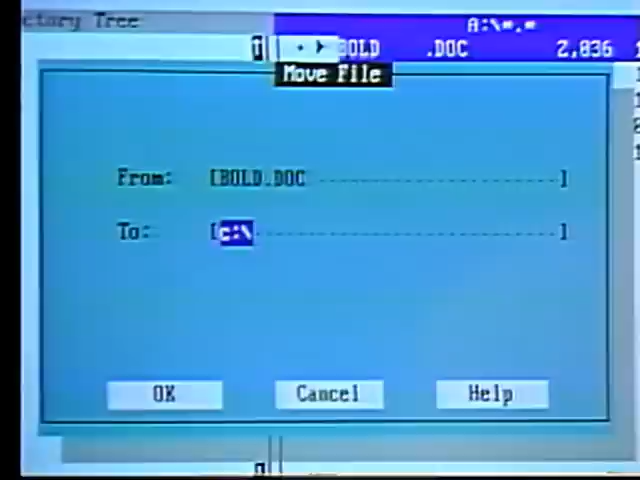 ctory Tree
A:\*.*
BOLD .DOC 2,836
Move File
From: [BOLD.DOC ]
To: [c:\ ]
OK Cancel Help